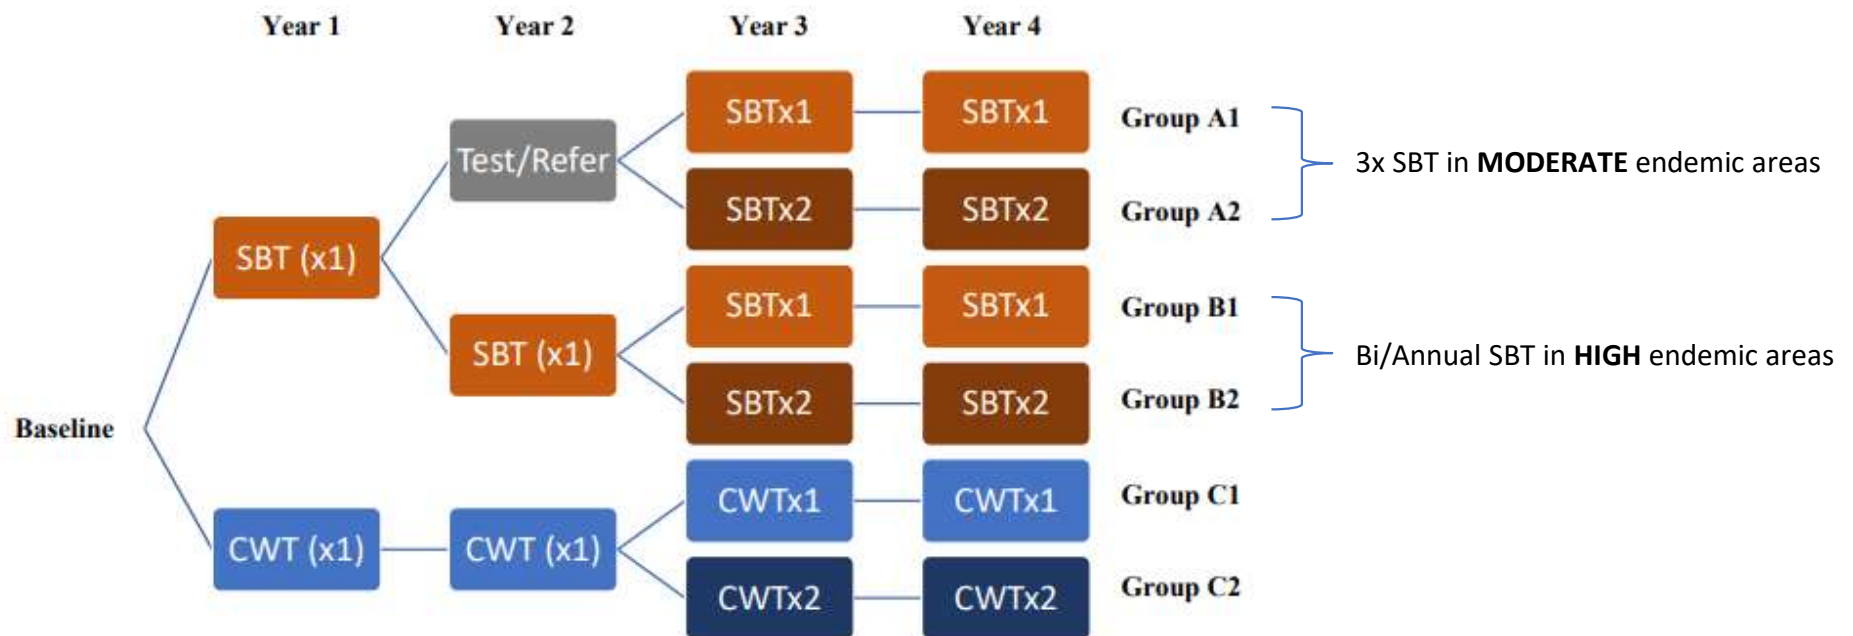 Year 1 Year 2 Year 3 Year 4
SBTx1 SBTx1 Group A1
Test/Refer
3x SBT in MODERATE endemic areas
SBTx2 SBTx2 Group A2
SBT (x1)
SBTx1 SBTx1 Group B1
SBT (x1)
Bi/Annual SBT in HIGH endemic areas
SBTx2 SBTx2 Group B2
Baseline
CWTx1 CWTx1 Group C1
CWT (x1) CWT (x1)
CWTx2 CWTx2 Group C2